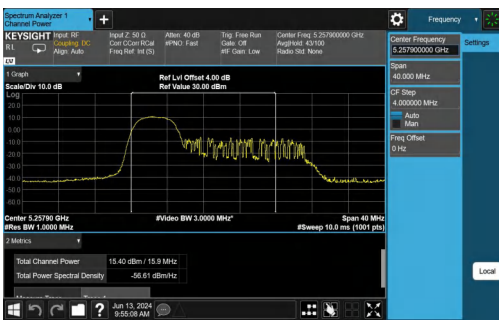 Spectrum Analyzer 1
Channel Power
Frequency
KEYSIGHT
Input: RF
Coupling: DC
Align: Auto
Input Z: 50 Ω
Corr CCorr RCal
Freq Ref: Int (S)
Atten: 40 dB
#PNO: Fast
Trig: Free Run
Gate: Off
#IF Gain: Low
Center Freq: 5.257900000 GHz
Avg|Hold: 43/100
Radio Std: None
RL
Center Frequency
5.257900000 GHz
Settings
Span
40.000 MHz
CF Step
4.000000 MHz
Auto
Man
Freq Offset
0 Hz
Local
1 Graph
Scale/Div 10.0 dB
Ref Lvl Offset 4.00 dB
Ref Value 30.00 dBm
Log
20.0
10.0
0.00
-10.0
-20.0
-30.0
-40.0
-50.0
-60.0
Center 5.25790 GHz
#Res BW 1.0000 MHz
#Video BW 3.0000 MHz*
Span 40 MHz
#Sweep 10.0 ms (1001 pts)
2 Metrics
Total Channel Power 15.40 dBm / 15.9 MHz
Total Power Spectral Density -56.61 dBm/Hz
?
Jun 13, 2024
9:55:08 AM